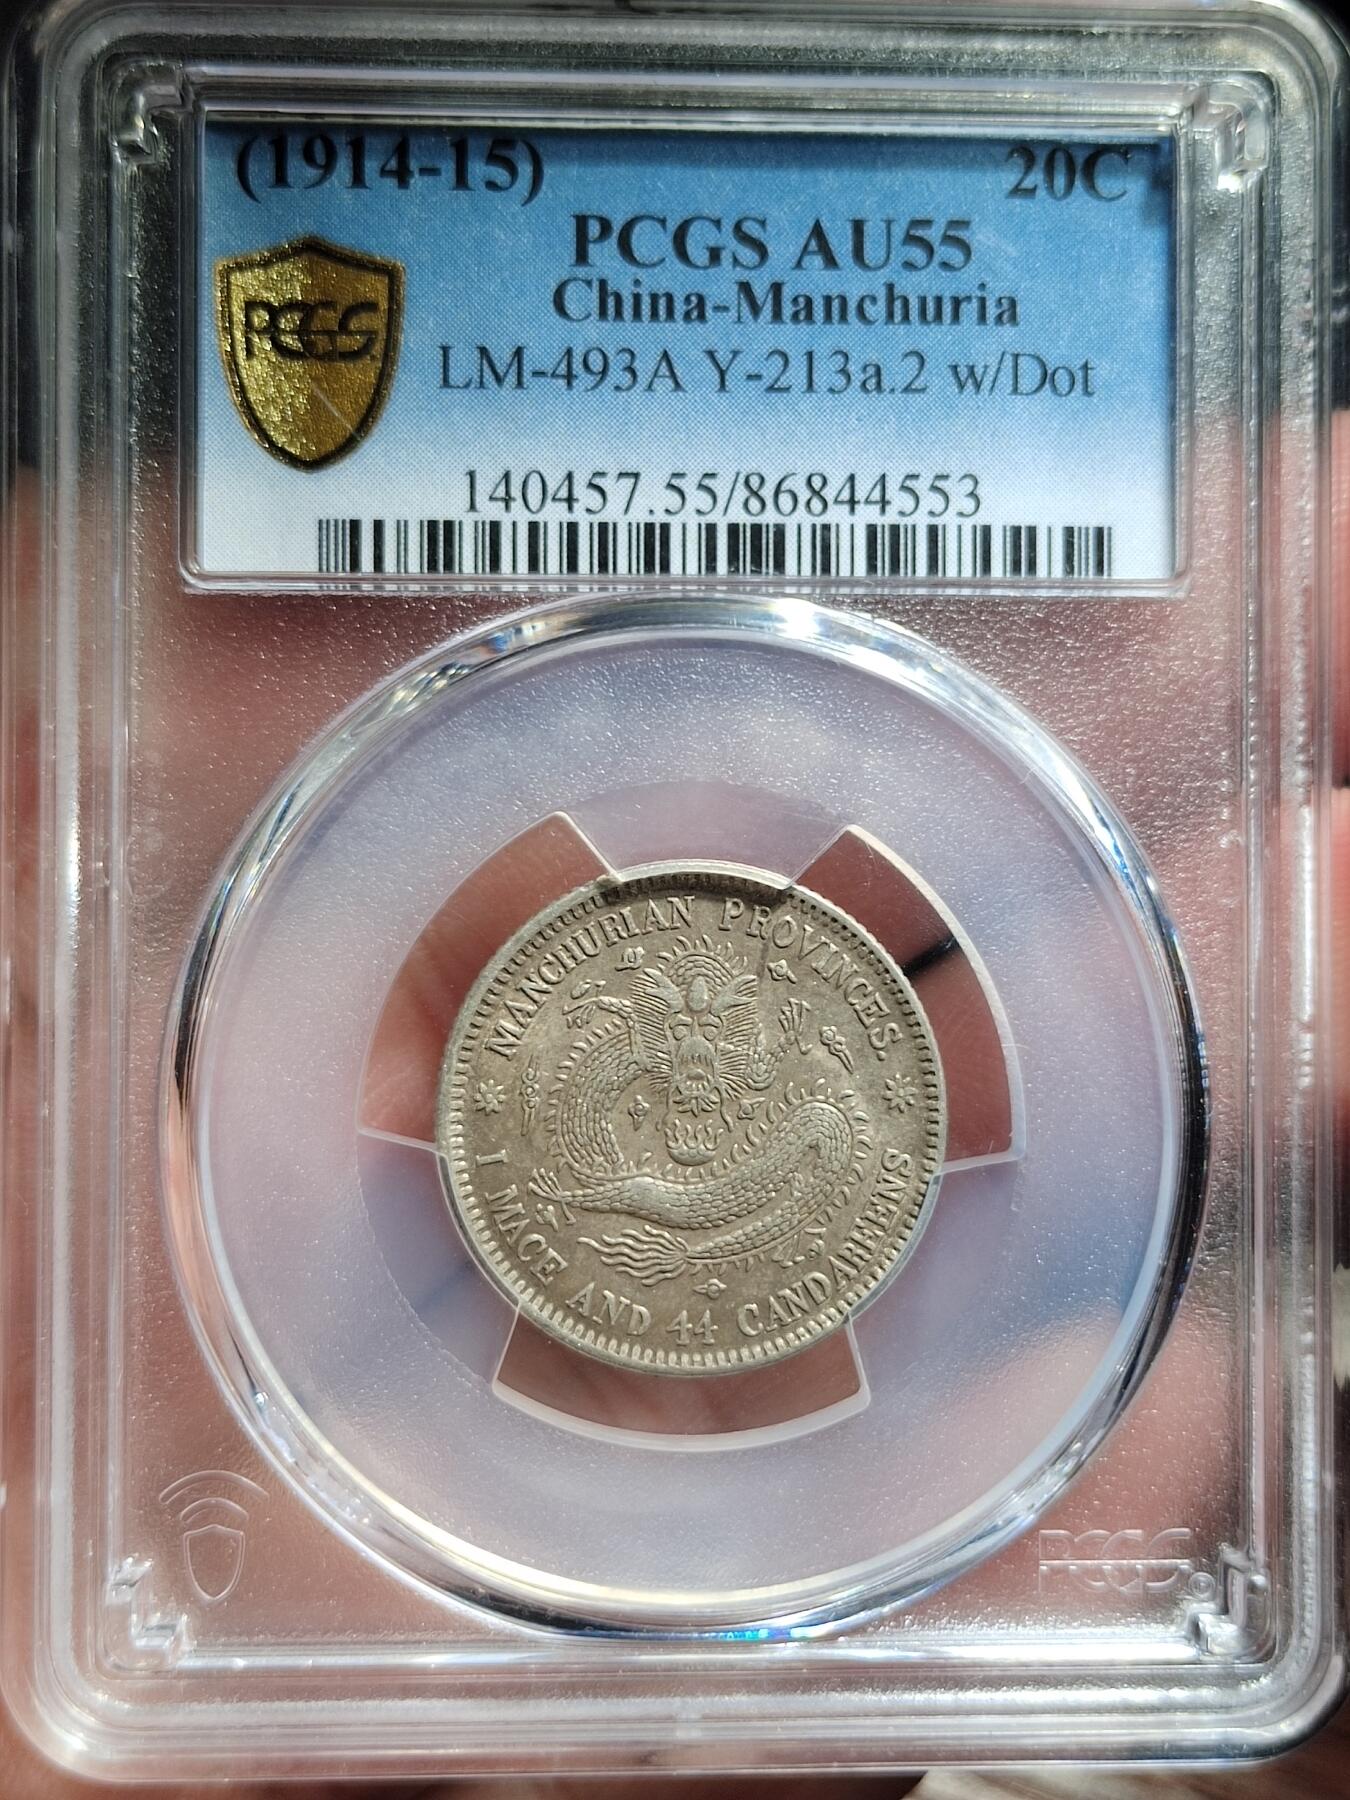 (1914-15) 20C
PCGS AU55
China-Manchuria
PCGS
LM-493A Y-213a.2 w/Dot
140457.55/86844553
MANCHURIAN PROVINCES.
1 MACE AND 44 CANDAREENS
PCGS